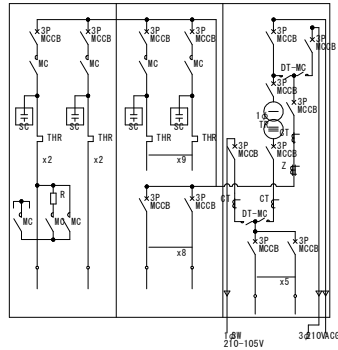 3P
MCCB
3P
MCCB
3P
MCCB
3P
MCCB
3P
MCCB
3P
MCCB
MC
MC
MC
MC
DT-MC
3P
MCCB
3P
MCCB
SC
SC
SC
SC
1φ
TR
CT
THR
THR
THR
THR
3P
MCCB
3P
MCCB
x2
x2
x9
Z
3P
MCCB
3P
MCCB
R
CT
CT
MC
MC
MC
DT-MC
3P
MCCB
3P
MCCB
x8
x5
1φ3W
210-105V
3φ210VAC